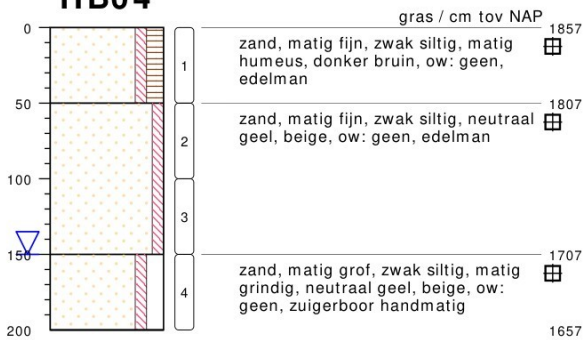 HB04
gras / cm tov NAP
0
1857
zand, matig fijn, zwak siltig, matig
humeus, donker bruin, ow: geen,
edelman
1
50
1807
zand, matig fijn, zwak siltig, neutraal
geel, beige, ow: geen, edelman
2
100
3
150
1707
zand, matig grof, zwak siltig, matig
grindig, neutraal geel, beige, ow:
geen, zuigerboor handmatig
4
200
1657